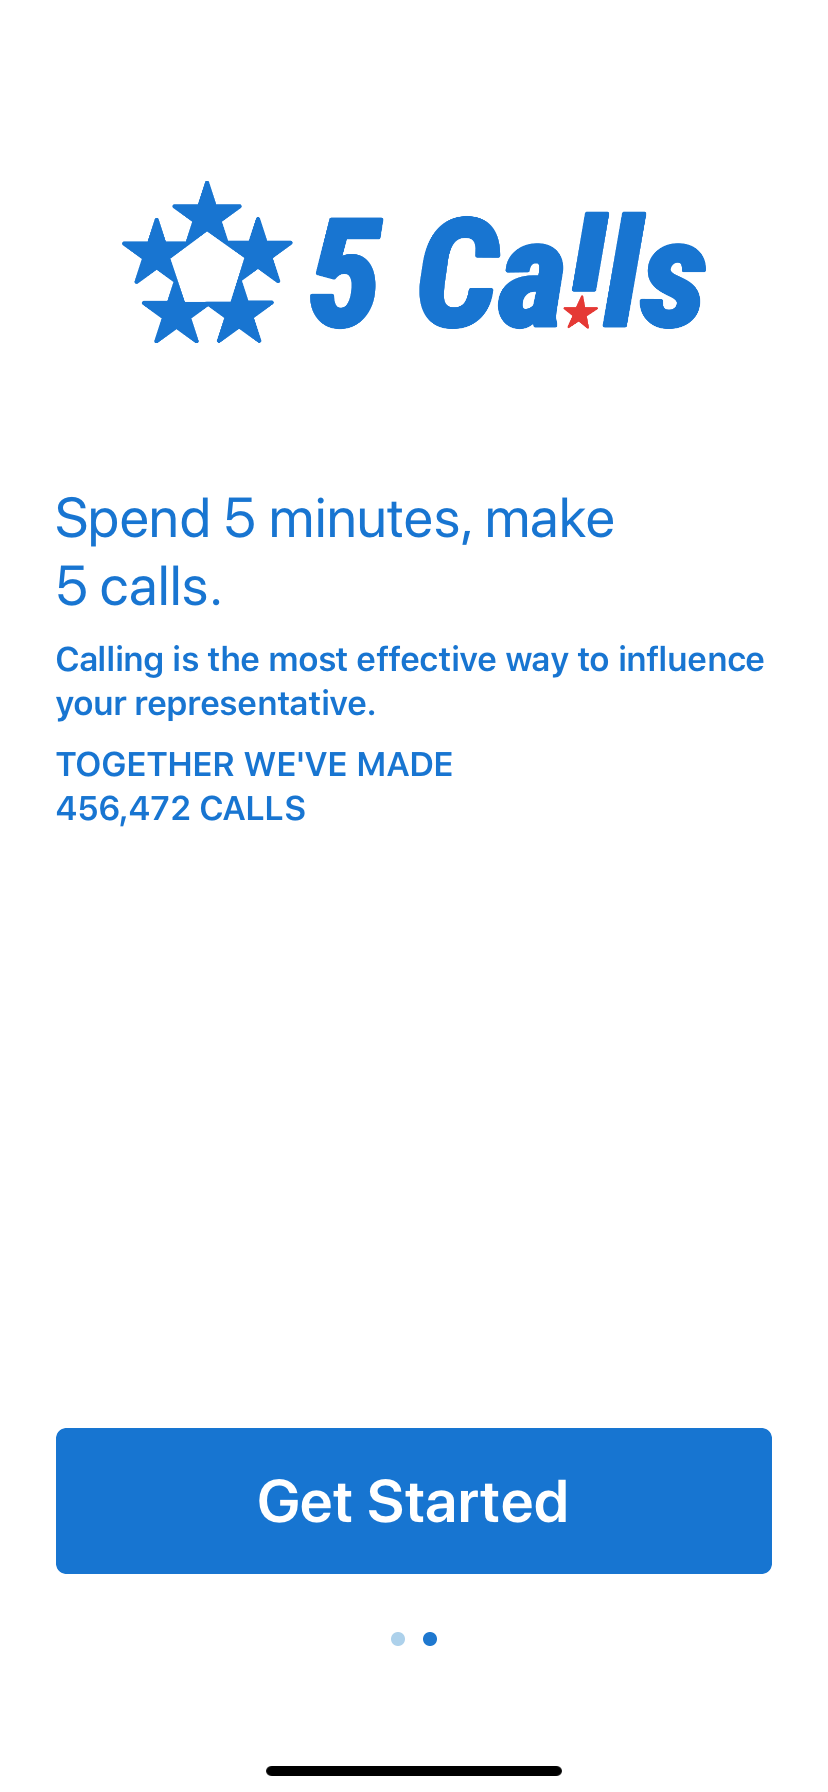 5 Calls
Spend 5 minutes, make
5 calls.
Calling is the most effective way to influence
your representative.
TOGETHER WE'VE MADE
456,472 CALLS
Get Started